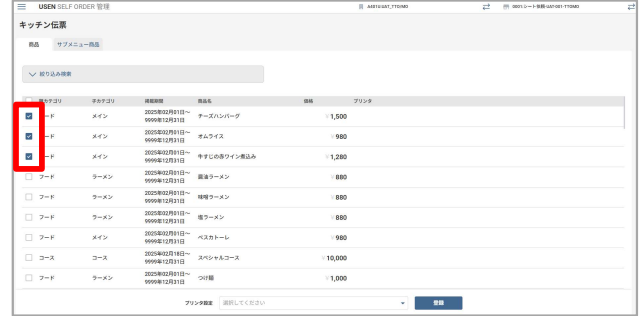 USEN SELF ORDER 管理
キッチン伝票
商品 サブメニュー商品
絞り込み検索
親カテゴリ 子カテゴリ 掲載期間 商品名 価格 プリンタ
フード メイン 2025年02月01日〜 9999年12月31日 チーズハンバーグ ¥1,500
フード メイン 2025年02月01日〜 9999年12月31日 オムライス ¥980
フード メイン 2025年02月01日〜 9999年12月31日 牛すじの赤ワイン煮込み ¥1,280
フード ラーメン 2025年02月01日〜 9999年12月31日 醤油ラーメン ¥880
フード ラーメン 2025年02月01日〜 9999年12月31日 味噌ラーメン ¥880
フード ラーメン 2025年02月01日〜 9999年12月31日 塩ラーメン ¥880
フード メイン 2025年02月01日〜 9999年12月31日 ペスカトーレ ¥980
コース コース 2025年02月18日〜 9999年12月31日 スペシャルコース ¥10,000
フード ラーメン 2025年02月01日〜 9999年12月31日 つけ麺 ¥1,000
プリンタ設定 選択してください 登録